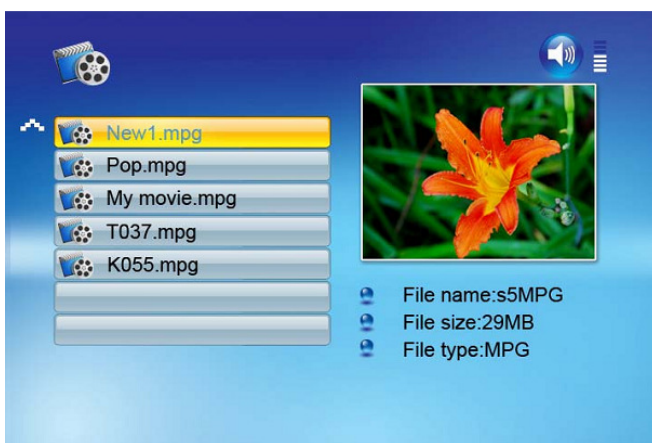 New1.mpg
Pop.mpg
My movie.mpg
T037.mpg
K055.mpg
File name:s5MPG
File size:29MB
File type:MPG